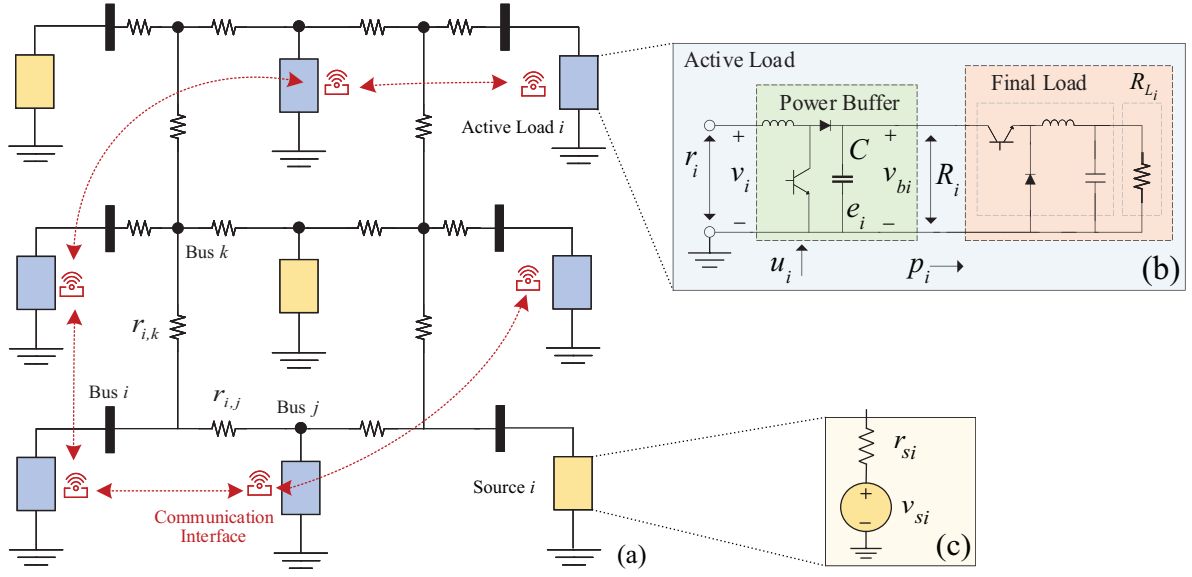 Active Load
Final Load
R_{L_i}
Power Buffer
Active Load i
r_i
+
v_i
−
C
e_i
+
v_{bi}
−
R_i
u_i
p_i
(b)
Bus k
r_{i,k}
Bus i
r_{i,j}
Bus j
Source i
Communication
Interface
(a)
r_{si}
+
−
v_{si}
(c)